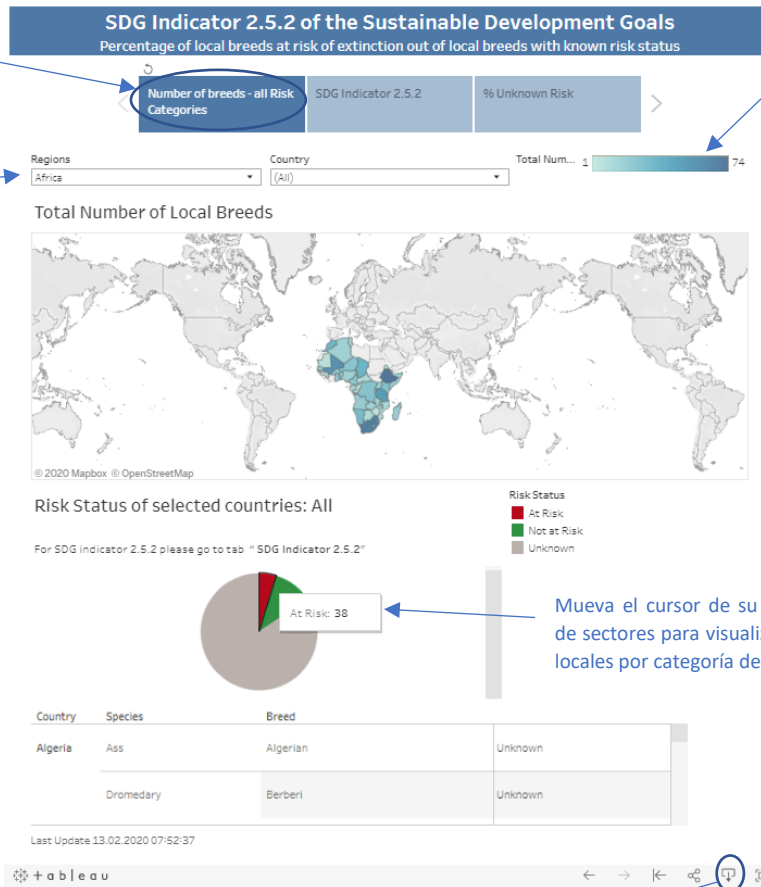 SDG Indicator 2.5.2 of the Sustainable Development Goals
Percentage of local breeds at risk of extinction out of local breeds with known risk status
Number of breeds - all Risk
Categories
SDG Indicator 2.5.2
% Unknown Risk
Regions
Country
Total Num...
1
74
Africa
(All)
Total Number of Local Breeds
© 2020 Mapbox © OpenStreetMap
Risk Status of selected countries: All
Risk Status
At Risk
Not at Risk
Unknown
For SDG indicator 2.5.2 please go to tab " SDG Indicator 2.5.2"
At Risk: 38
Mueva el cursor de su
de sectores para visuali
locales por categoría de
Country Species Breed
Algeria Ass Algerian Unknown
Dromedary Berberi Unknown
Last Update 13.02.2020 07:52:37
+ableau